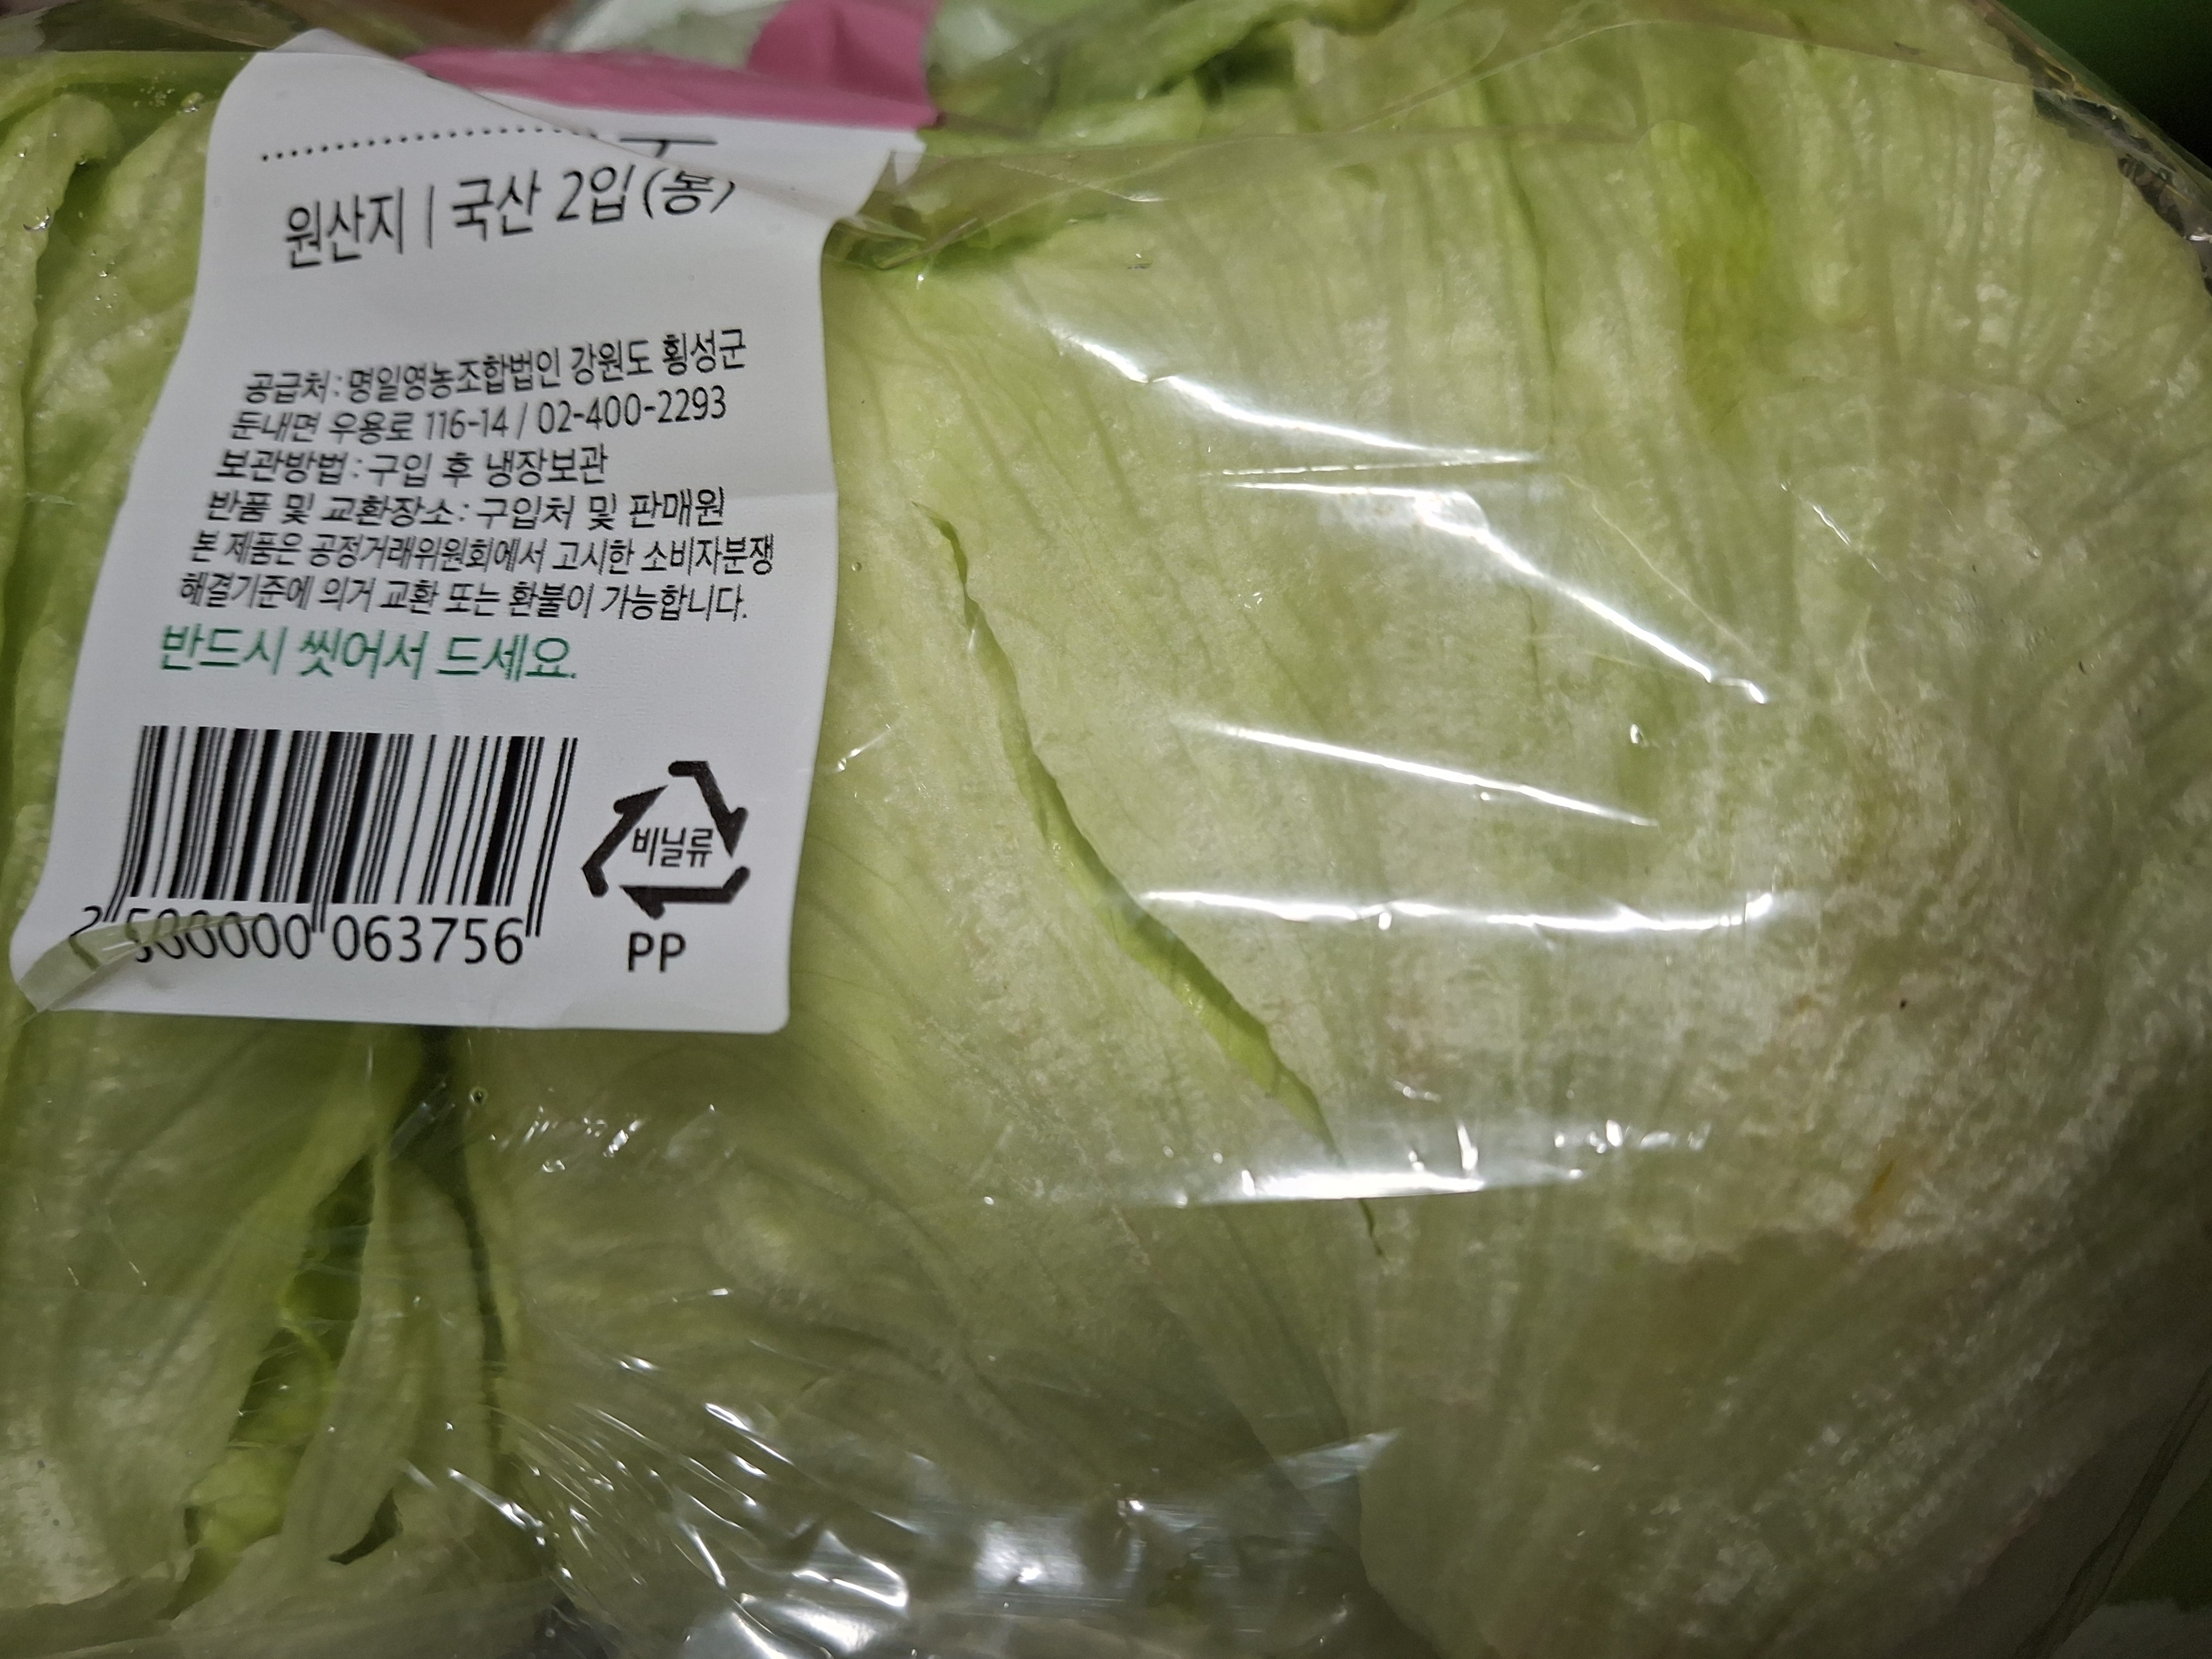 원산지 | 국산 2입(봉)
공급처 : 명일영농조합법인 강원도 횡성군
둔내면 우용로 116-14 / 02-400-2293
보관방법 : 구입 후 냉장보관
반품 및 교환장소 : 구입처 및 판매원
본 제품은 공정거래위원회에서 고시한 소비자분쟁
해결기준에 의거 교환 또는 환불이 가능합니다.
반드시 씻어서 드세요.
비닐류
2 500000 063756
PP